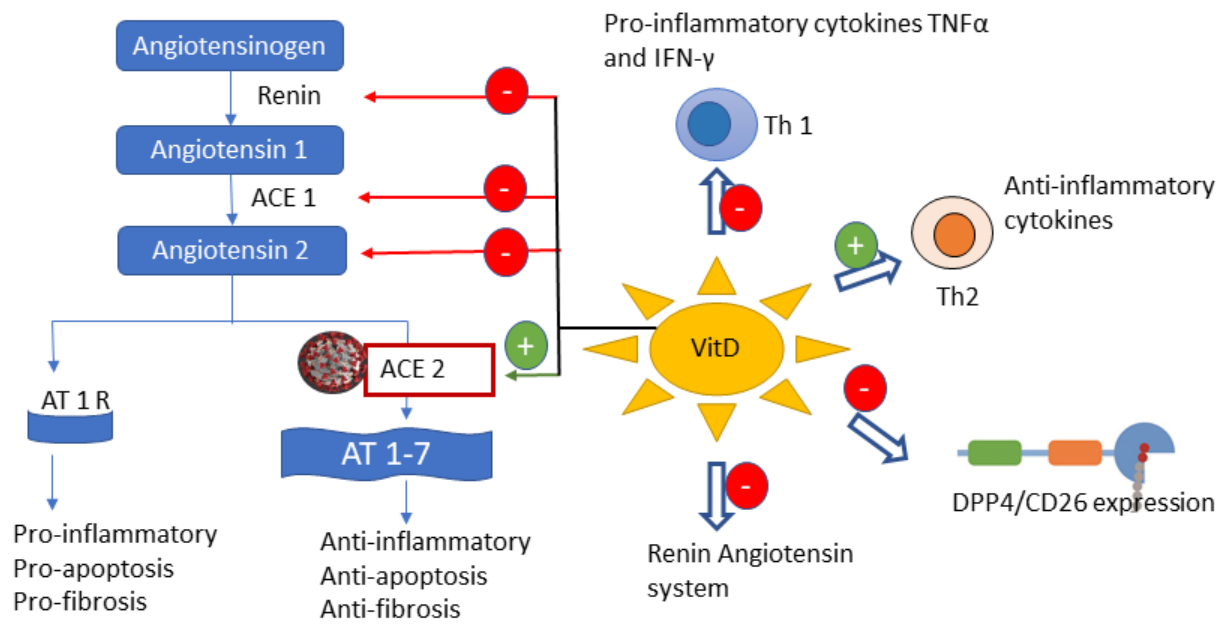 Angiotensinogen
Renin
-
Angiotensin 1
ACE 1
-
Angiotensin 2
-
ACE 2
+
AT 1 R
AT 1-7
Pro-inflammatory
Pro-apoptosis
Pro-fibrosis
Anti-inflammatory
Anti-apoptosis
Anti-fibrosis
Pro-inflammatory cytokines TNFα
and IFN-γ
Th 1
-
Anti-inflammatory
cytokines
+
Th2
VitD
-
DPP4/CD26 expression
-
Renin Angiotensin
system